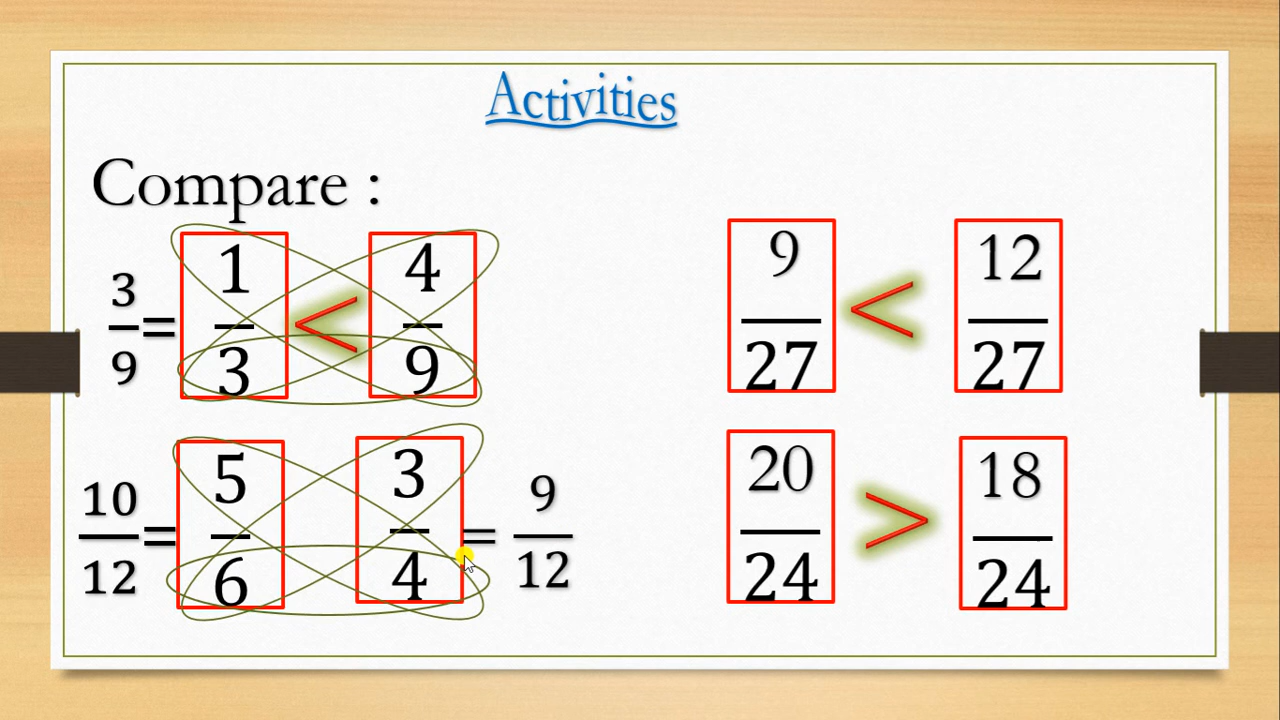 Activities
Compare :
3/9 = 1/3 < 4/9
9/27 < 12/27
10/12 = 5/6 3/4 = 9/12
20/24 > 18/24